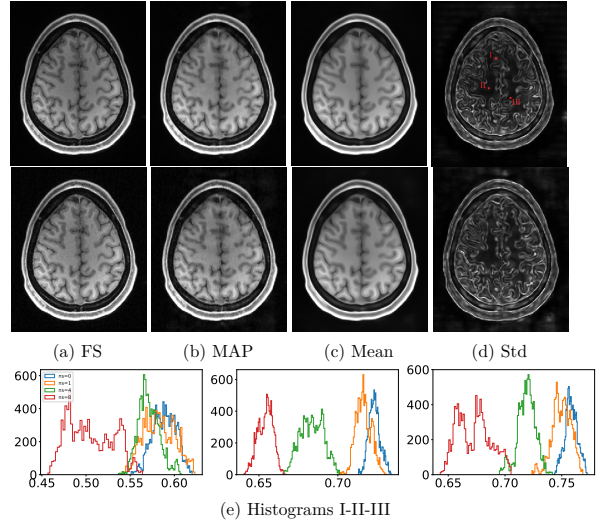 I
II
III
(a) FS
(b) MAP
(c) Mean
(d) Std
600
400
200
0
0.45
0.50
0.55
0.60
ns=0
ns=1
ns=4
ns=8
600
400
200
0
0.65
0.70
600
400
200
0
0.65
0.70
0.75
(e) Histograms I-II-III